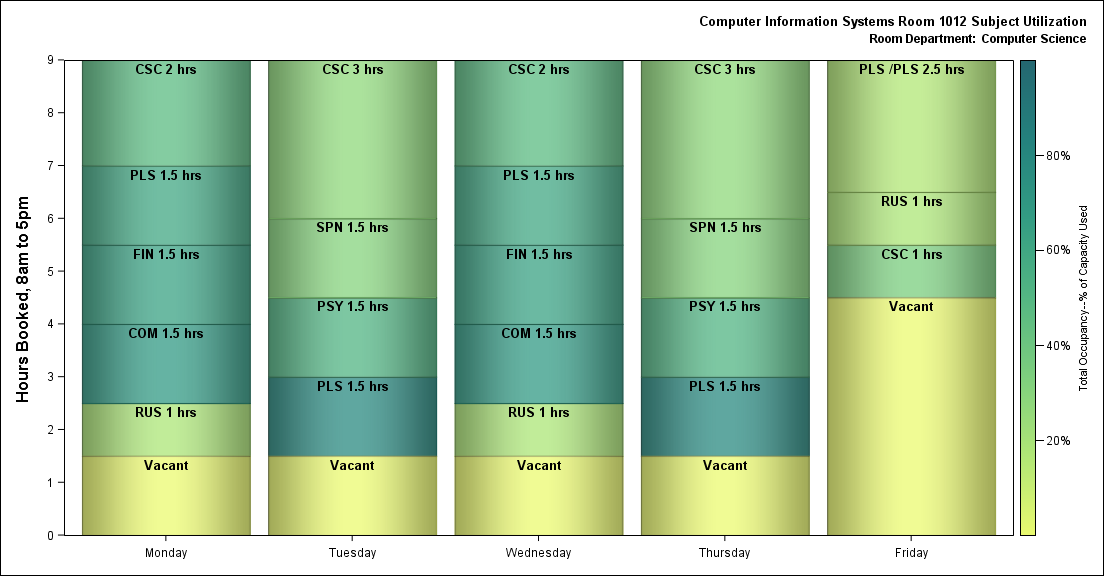 Computer Information Systems Room 1012 Subject Utilization
Room Department: Computer Science
Hours Booked, 8am to 5pm
9
8
7
6
5
4
3
2
1
0
CSC 2 hrs
PLS 1.5 hrs
FIN 1.5 hrs
COM 1.5 hrs
RUS 1 hrs
Vacant
Monday
CSC 3 hrs
SPN 1.5 hrs
PSY 1.5 hrs
PLS 1.5 hrs
Vacant
Tuesday
CSC 2 hrs
PLS 1.5 hrs
FIN 1.5 hrs
COM 1.5 hrs
RUS 1 hrs
Vacant
Wednesday
CSC 3 hrs
SPN 1.5 hrs
PSY 1.5 hrs
PLS 1.5 hrs
Vacant
Thursday
PLS /PLS 2.5 hrs
RUS 1 hrs
CSC 1 hrs
Vacant
Friday
80%
60%
40%
20%
Total Occupancy--% of Capacity Used